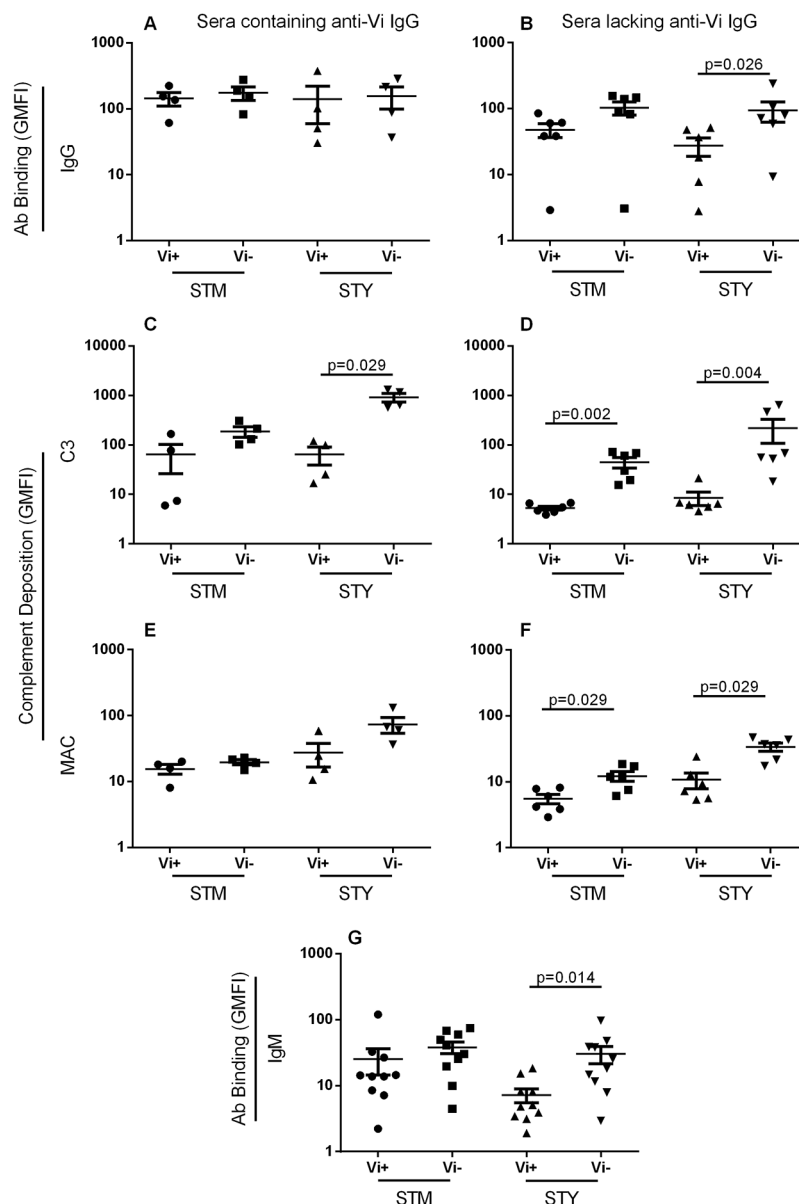 A Sera containing anti-Vi IgG
Sera lacking anti-Vi IgG
Ab Binding (GMFI)
IgG
1000
100
10
1
Vi+ Vi- Vi+ Vi-
STM STY
B
p=0.026
1000
100
10
1
Vi+ Vi- Vi+ Vi-
STM STY
Complement Deposition (GMFI)
C3
C
p=0.029
10000
1000
100
10
1
Vi+ Vi- Vi+ Vi-
STM STY
D
p=0.004
p=0.002
10000
1000
100
10
1
Vi+ Vi- Vi+ Vi-
STM STY
MAC
E
1000
100
10
1
Vi+ Vi- Vi+ Vi-
STM STY
F
p=0.029 p=0.029
1000
100
10
1
Vi+ Vi- Vi+ Vi-
STM STY
Ab Binding (GMFI)
IgM
G
p=0.014
1000
100
10
1
Vi+ Vi- Vi+ Vi-
STM STY